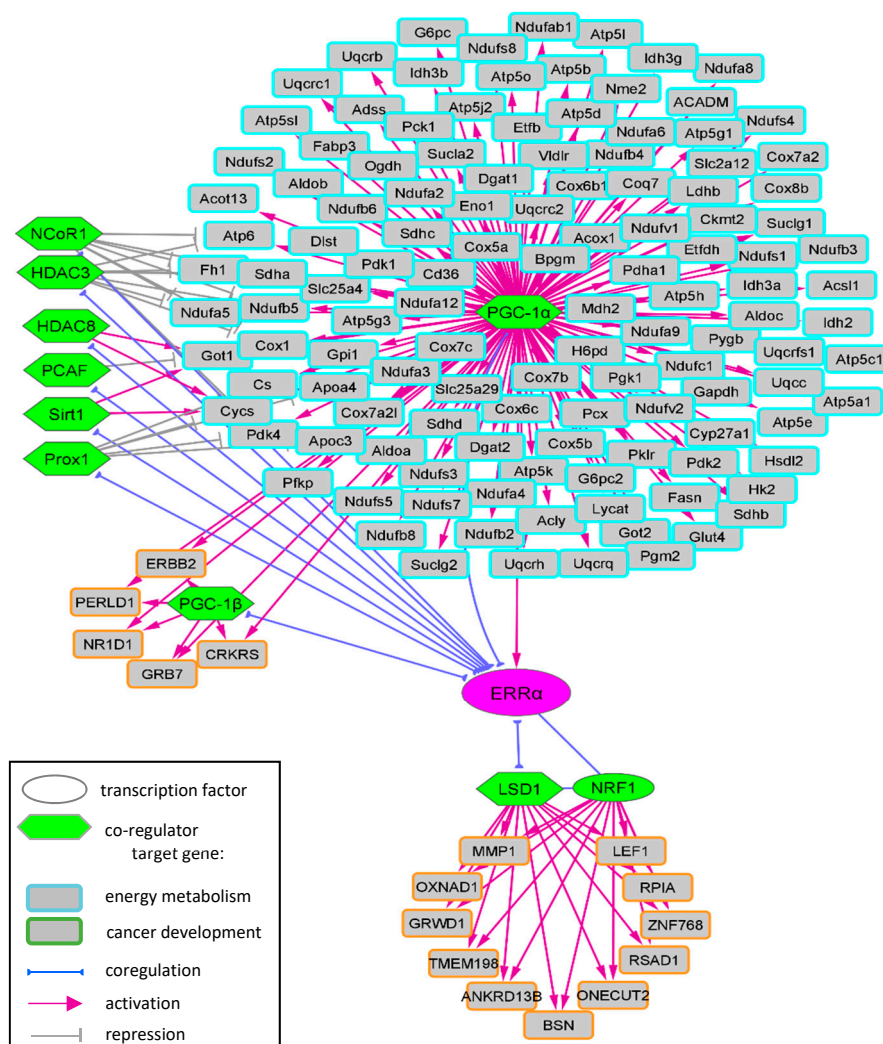 G6pc
Ndufab1
Atp5l
Uqcrb
Ndufs8
Idh3g
Uqcrc1
Idh3b
Atp5o
Atp5b
Ndufa8
Adss
Atp5j2
Nme2
ACADM
Atp5sl
Pck1
Etfb
Atp5d
Ndufa6
Atp5g1
Ndufs4
Fabp3
Sucla2
Vldlr
Ndufb4
Slc2a12
Cox7a2
Ndufs2
Ogdh
Dgat1
Aldob
Ndufa2
Cox6b1
Coq7
Ldhb
Cox8b
Acot13
Ndufb6
Eno1
Uqcrc2
Ckmt2
Suclg1
NCoR1
Atp6
Dlst
Sdhc
Cox5a
Acox1
Ndufv1
Etfdh
Ndufs1
Ndufb3
HDAC3
Fh1
Sdha
Pdk1
Cd36
Bpgm
Pdha1
Slc25a4
Ndufa12
Atp5h
Idh3a
Acsl1
Ndufa5
Ndufb5
Atp5g3
PGC-1α
Mdh2
Aldoc
Idh2
HDAC8
Got1
Cox1
Gpi1
Cox7c
Ndufa9
Pygb
H6pd
Uqcrfs1
Atp5c1
PCAF
Cs
Apoa4
Ndufa3
Slc25a29
Cox7b
Pgk1
Ndufc1
Uqcc
Gapdh
Atp5a1
Sirt1
Cycs
Cox7a2l
Cox6c
Pcx
Ndufv2
Atp5e
Pdk4
Apoc3
Sdhd
Cox5b
Cyp27a1
Prox1
Aldoa
Dgat2
Pklr
Pdk2
Hsdl2
Pfkp
Ndufs3
Atp5k
G6pc2
Fasn
Hk2
Ndufs5
Ndufs7
Ndufa4
Lycat
Sdhb
Ndufb8
Ndufb2
Acly
Got2
Glut4
Suclg2
Uqcrh
Uqcrq
Pgm2
ERBB2
PERLD1
PGC-1β
NR1D1
CRKRS
GRB7
ERRα
LSD1
NRF1
MMP1
LEF1
OXNAD1
RPIA
GRWD1
ZNF768
TMEM198
RSAD1
ANKRD13B
ONECUT2
BSN
transcription factor
co-regulator
target gene:
energy metabolism
cancer development
coregulation
activation
repression